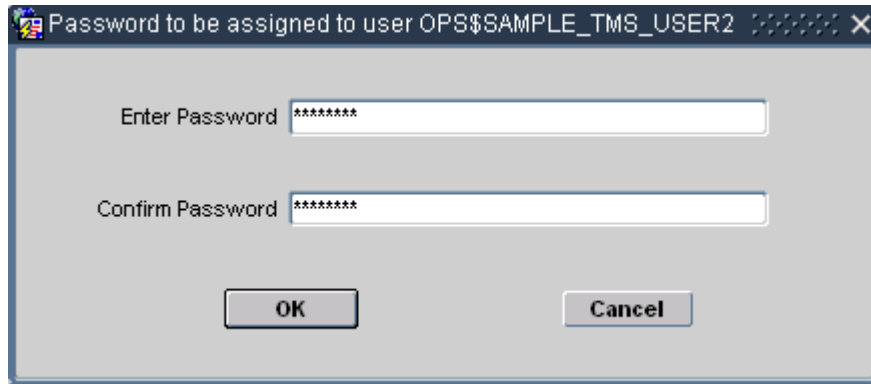 Password to be assigned to user OPS$SAMPLE_TMS_USER2
Enter Password ********
Confirm Password ********
OK Cancel